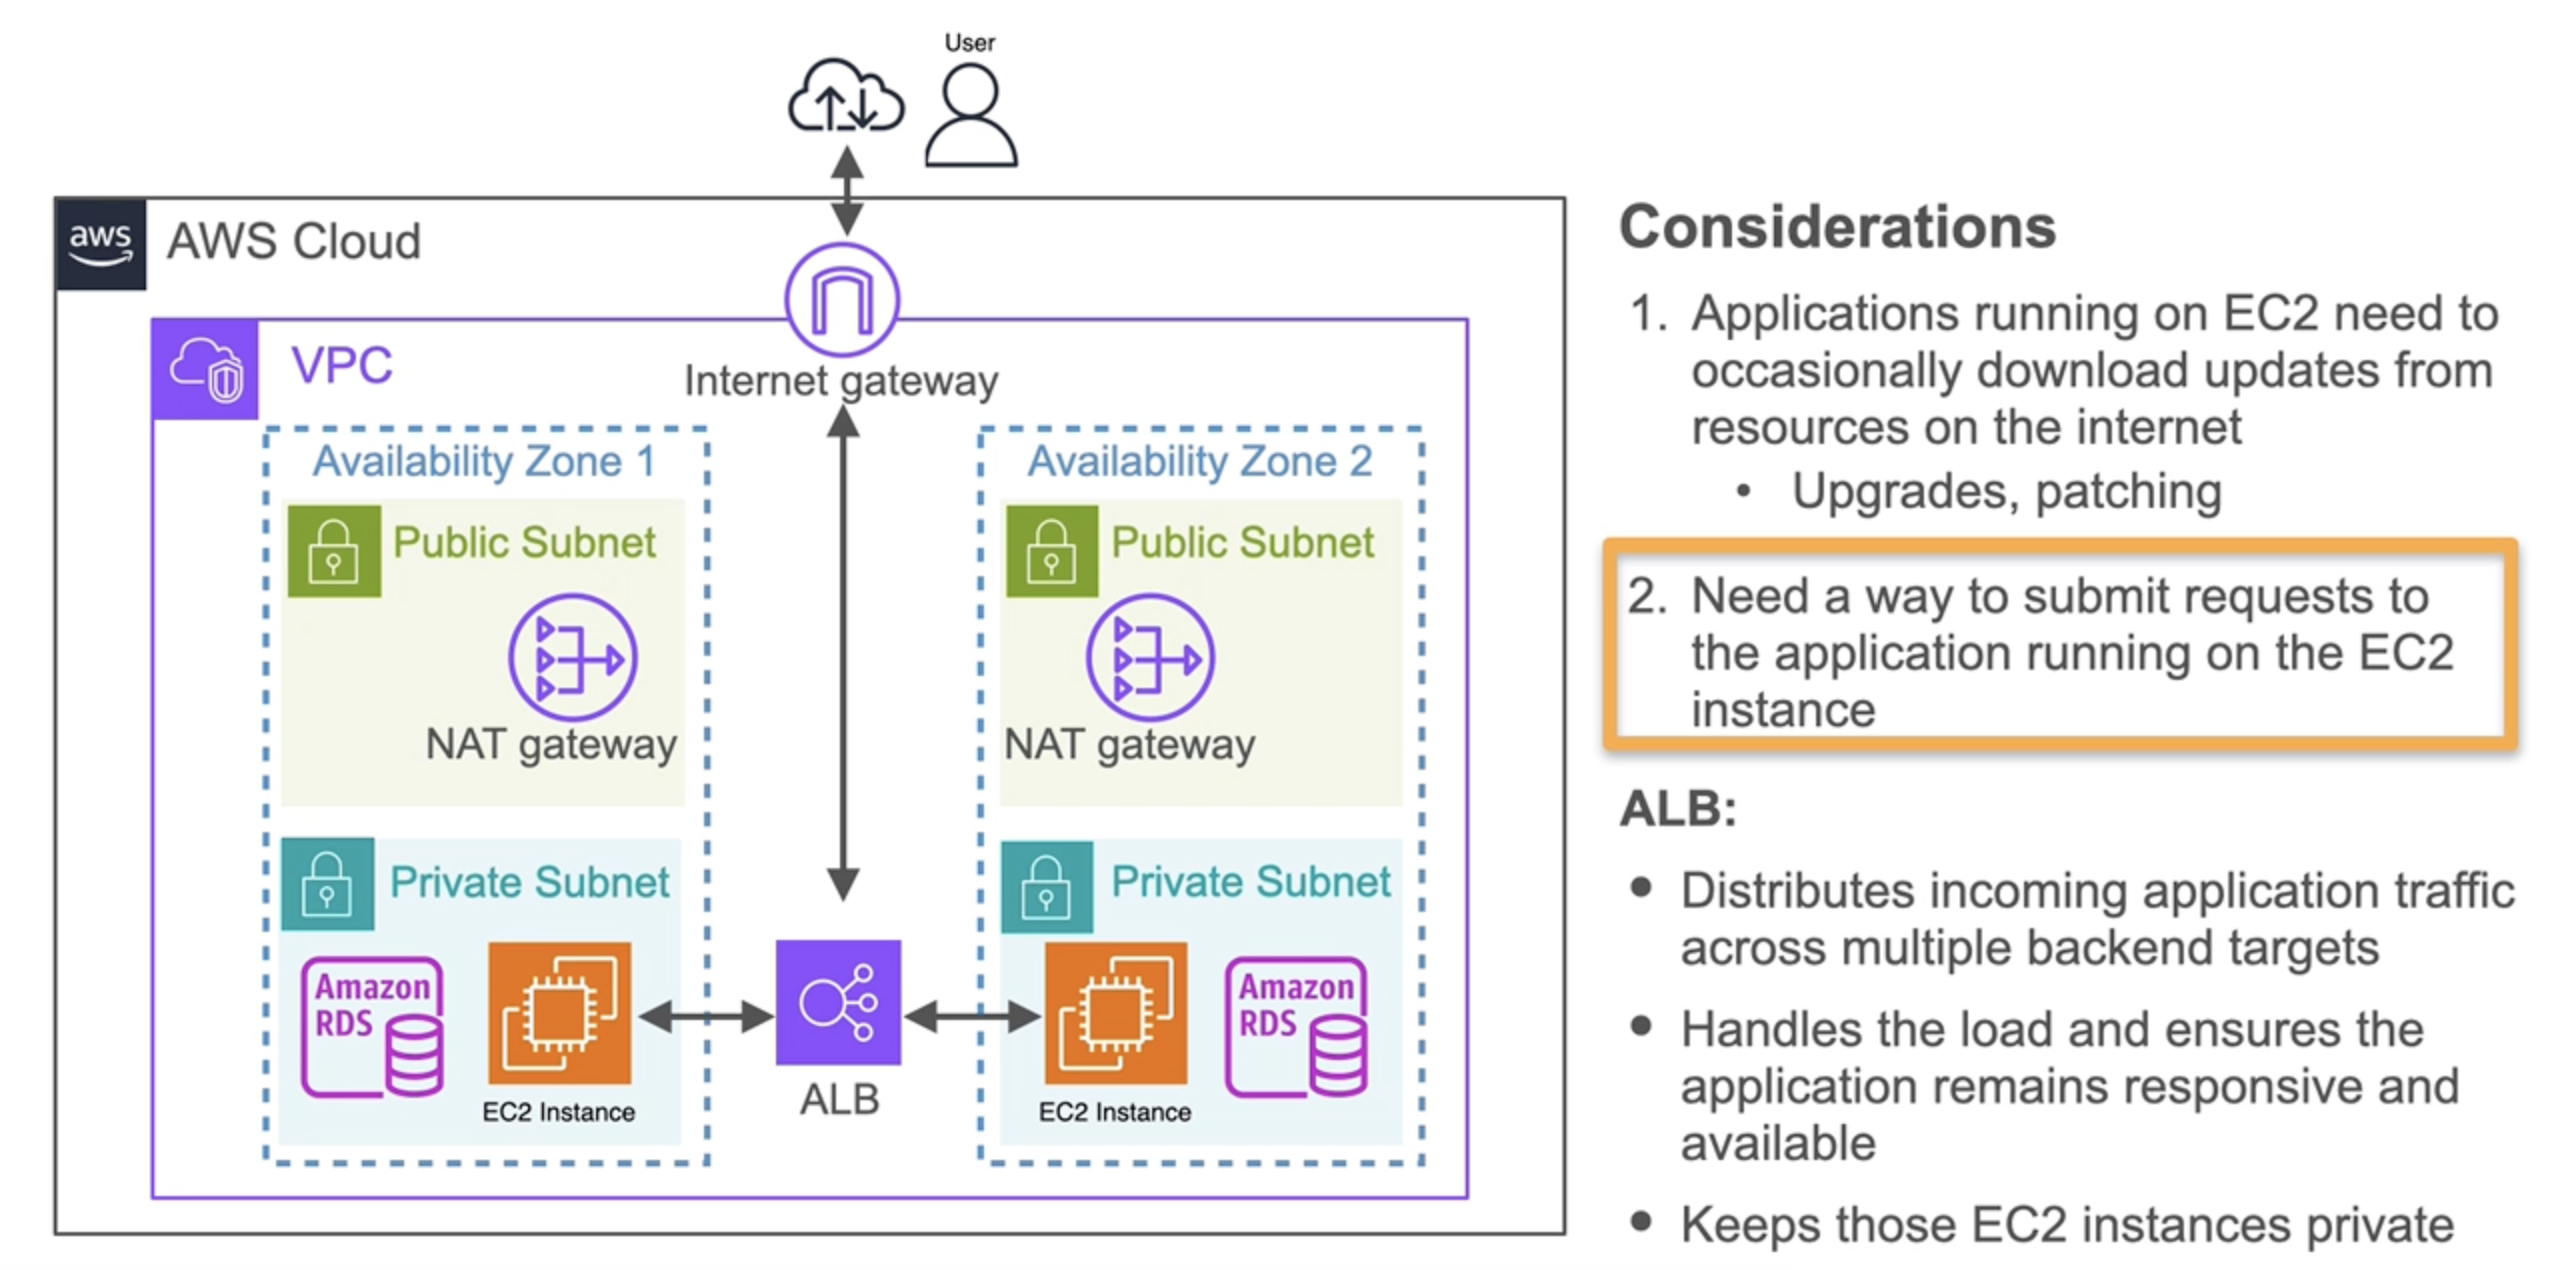 User
aws
AWS Cloud
VPC
Internet gateway
Availability Zone 1
Public Subnet
NAT gateway
Private Subnet
Amazon
RDS
EC2 Instance
ALB
Availability Zone 2
Public Subnet
NAT gateway
Private Subnet
EC2 Instance
Amazon
RDS
Considerations
1. Applications running on EC2 need to
occasionally download updates from
resources on the internet
• Upgrades, patching
2. Need a way to submit requests to
the application running on the EC2
instance
ALB:
• Distributes incoming application traffic
across multiple backend targets
• Handles the load and ensures the
application remains responsive and
available
• Keeps those EC2 instances private